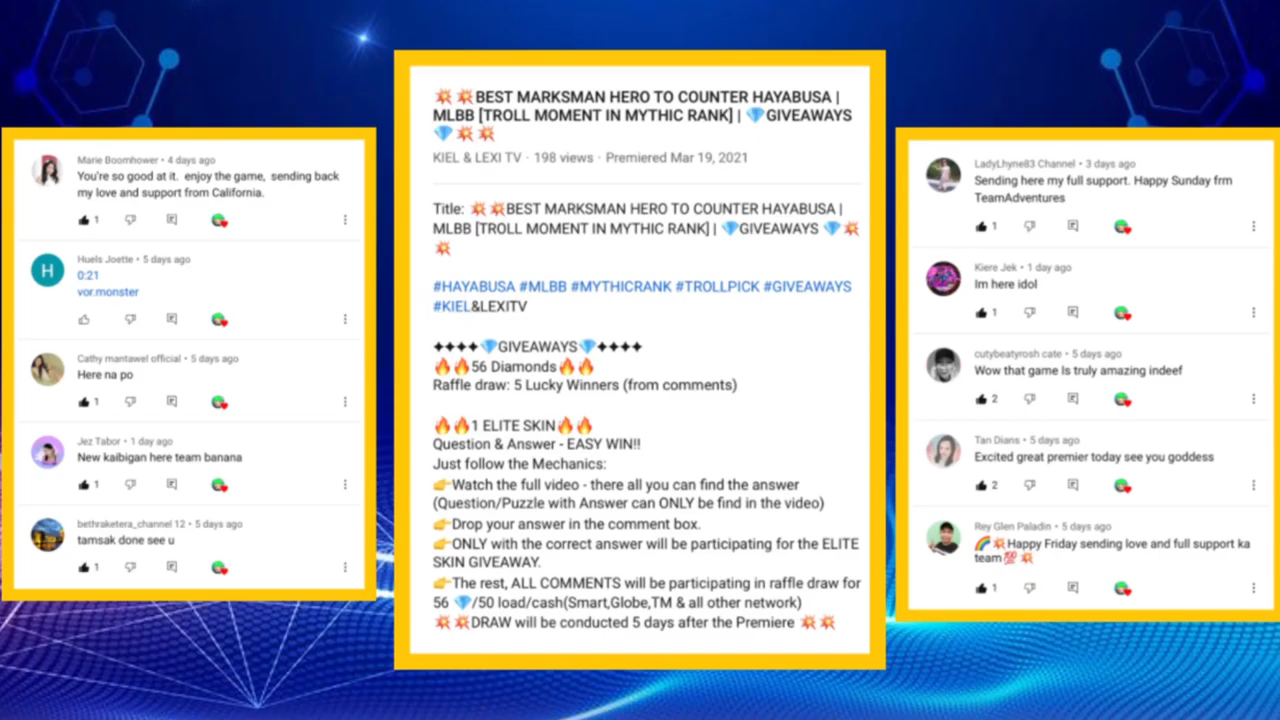 Marie Boomhower • 4 days ago
You're so good at it. enjoy the game, sending back
my love and support from California.
1
H
Huels Joette • 5 days ago
0:21
vor.monster
Cathy mantawel official • 5 days ago
Here na po
1
Jez Tabor • 1 day ago
New kaibigan here team banana
1
bethraketera_channel 12 • 5 days ago
tamsak done see u
1
💥💥BEST MARKSMAN HERO TO COUNTER HAYABUSA |
MLBB [TROLL MOMENT IN MYTHIC RANK] | 💎GIVEAWAYS
💎💥💥
KIEL & LEXI TV · 198 views · Premiered Mar 19, 2021
Title: 💥💥BEST MARKSMAN HERO TO COUNTER HAYABUSA |
MLBB [TROLL MOMENT IN MYTHIC RANK] | 💎GIVEAWAYS 💎💥
💥
#HAYABUSA #MLBB #MYTHICRANK #TROLLPICK #GIVEAWAYS
#KIEL&LEXITV
✦✦✦✦💎GIVEAWAYS💎✦✦✦✦
🔥🔥56 Diamonds🔥🔥
Raffle draw: 5 Lucky Winners (from comments)
🔥🔥1 ELITE SKIN🔥🔥
Question & Answer - EASY WIN!!
Just follow the Mechanics:
👉Watch the full video - there all you can find the answer
(Question/Puzzle with Answer can ONLY be find in the video)
👉Drop your answer in the comment box.
👉ONLY with the correct answer will be participating for the ELITE
SKIN GIVEAWAY.
👉The rest, ALL COMMENTS will be participating in raffle draw for
56 💎/50 load/cash(Smart,Globe,TM & all other network)
💥💥DRAW will be conducted 5 days after the Premiere 💥💥
LadyLhyne83 Channel • 3 days ago
Sending here my full support. Happy Sunday frm
TeamAdventures
1
Kiere Jek • 1 day ago
Im here idol
1
cutybeatyrosh cate • 5 days ago
Wow that game Is truly amazing indeef
2
Tan Dians • 5 days ago
Excited great premier today see you goddess
2
Rey Glen Paladin • 5 days ago
🌈💥Happy Friday sending love and full support ka
team💯💥
1